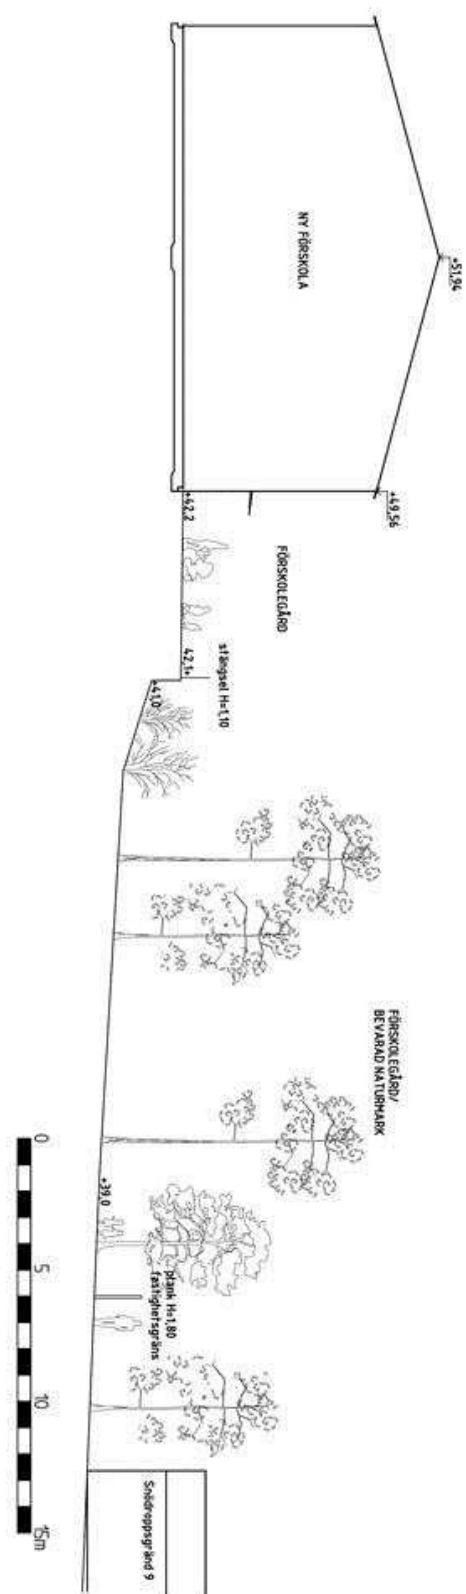 +51,94
NY FÖRSKOLA
+49,56
+42,2
FÖRSKOLEGÅRD
42,1+
stängsel H=1,10
+41,0
FÖRSKOLEGÅRD/
BEVARAD NATURMARK
+39,0
plank H=1,80
fastighetsgräns
Snödroppsgränd 9
0
5
10
15m